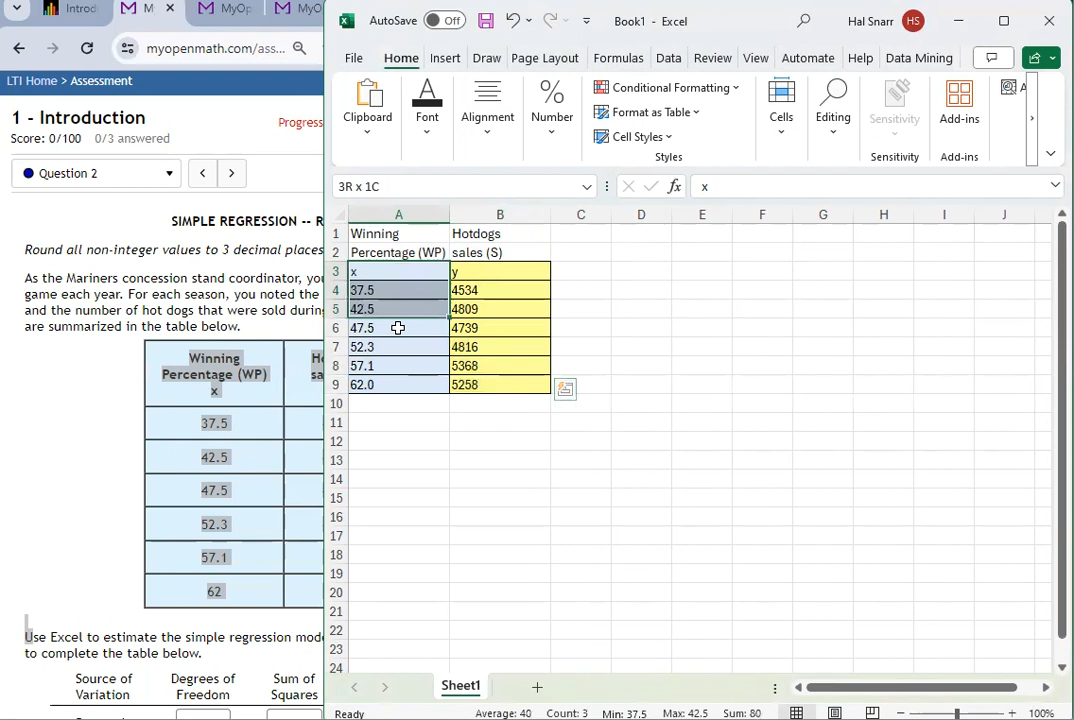 Introd
M
MyOp
MyO
myopenmath.com/ass...
LTI Home > Assessment
1 - Introduction
Score: 0/100 0/3 answered
Progress
Question 2
SIMPLE REGRESSION -- R
Round all non-integer values to 3 decimal places
As the Mariners concession stand coordinator, you
game each year. For each season, you noted the
and the number of hot dogs that were sold during
are summarized in the table below.
Winning
Percentage (WP)
x
37.5
42.5
47.5
52.3
57.1
62
Use Excel to estimate the simple regression mode
to complete the table below.
Source of Variation
Degrees of Freedom
Sum of Squares
AutoSave Off
Book1 - Excel
Hal Snarr HS
File Home Insert Draw Page Layout Formulas Data Review View Automate Help Data Mining
Clipboard
Font
Alignment
Number
Conditional Formatting
Format as Table
Cell Styles
Styles
Cells
Editing
Sensitivity
Sensitivity
Add-ins
Add-ins
A
3R x 1C fx x
A B C D E F G H I J
1 Winning Hotdogs
2 Percentage (WP) sales (S)
3 x y
4 37.5 4534
5 42.5 4809
6 47.5 4739
7 52.3 4816
8 57.1 5368
9 62.0 5258
10
11
12
13
14
15
16
17
18
19
20
21
22
23
24
Sheet1
Ready Average: 40 Count: 3 Min: 37.5 Max: 42.5 Sum: 80 100%